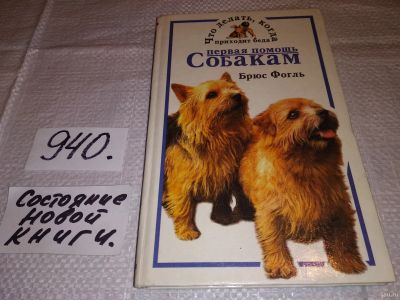 Что делать, когда
приходит беда
первая помощь
Собакам
Брюс Фогль
940.
Состояние
новой
книги.